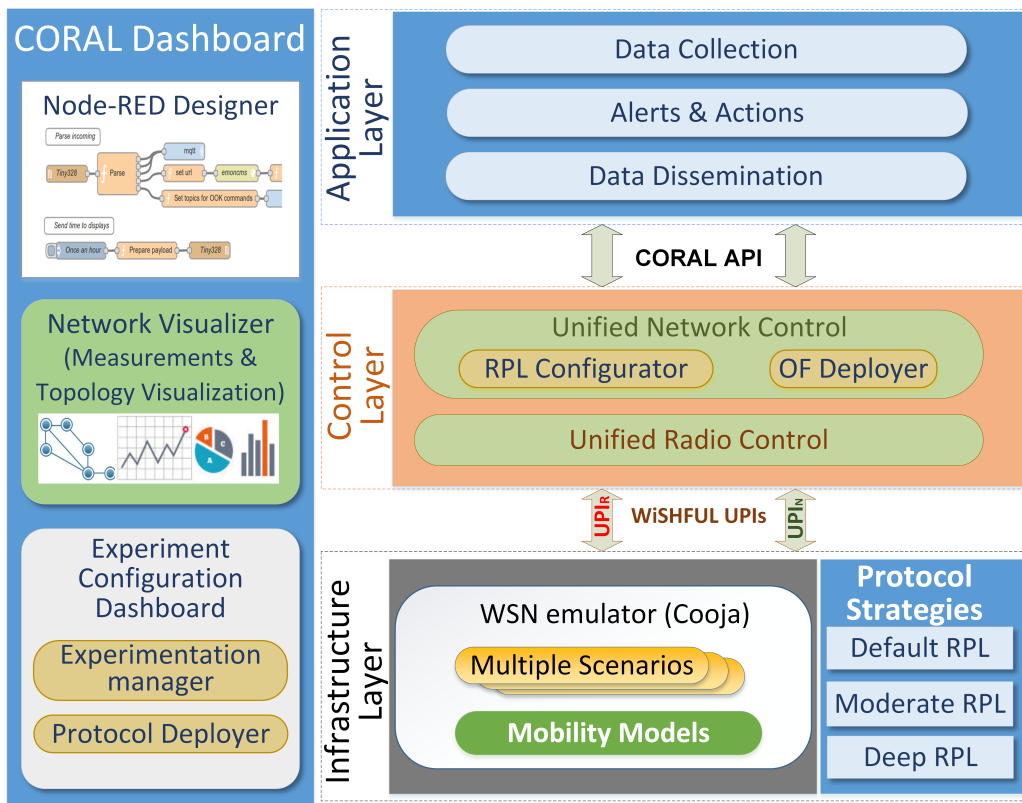 CORAL Dashboard
Node-RED Designer
Parse incoming
Tiny328
Parse
mqtt
set url
emoncms
Set topics for OOK commands
Send time to displays
Once an hour
Prepare payload
Tiny328
Network Visualizer
(Measurements &
Topology Visualization)
B
C
A
Experiment
Configuration
Dashboard
Experimentation
manager
Protocol Deployer
Application
Layer
Data Collection
Alerts & Actions
Data Dissemination
CORAL API
Control
Layer
Unified Network Control
RPL Configurator
OF Deployer
Unified Radio Control
UPIR
WiSHFUL UPIs
UPIN
Infrastructure
Layer
WSN emulator (Cooja)
Multiple Scenarios
Mobility Models
Protocol
Strategies
Default RPL
Moderate RPL
Deep RPL